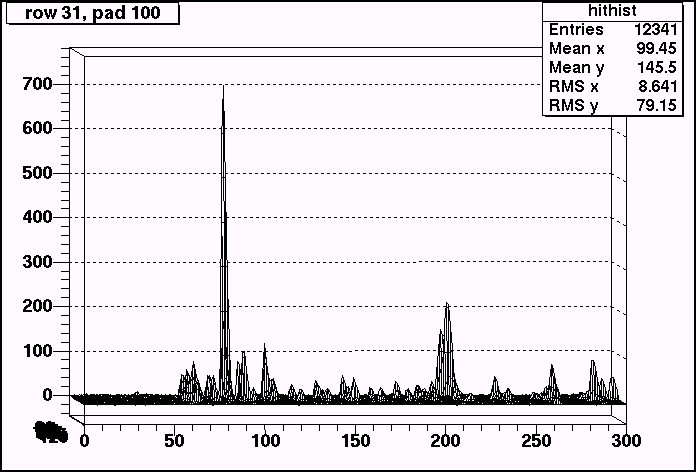 row 31, pad 100
hithist
Entries 12341
Mean x 99.45
Mean y 145.5
RMS x 8.641
RMS y 79.15
700
600
500
400
300
200
100
0
0 50 100 150 200 250 300